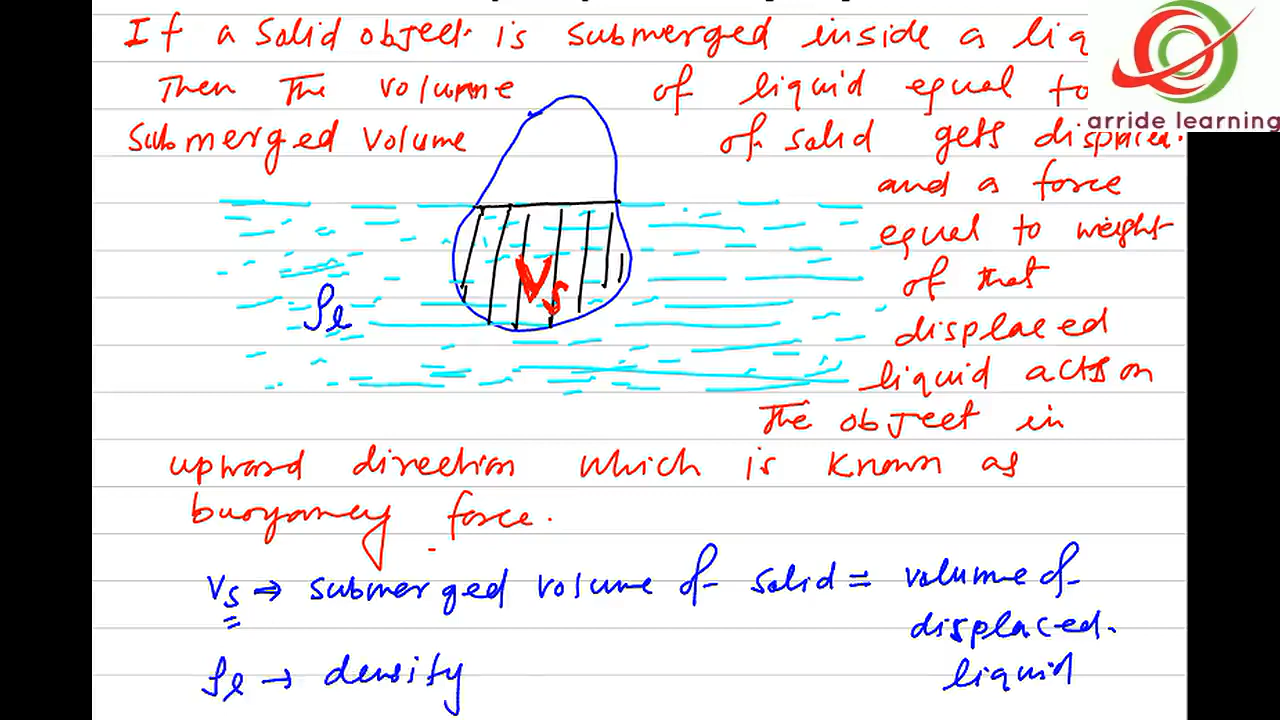 If a Solid object is submerged inside a liq
arride learning
Then The volume of liquid equal to
Submerged volume of solid gets displaced.
and a force
equal to weight
of that
displaced
liquid acts on
The object in
upward direction which is known as
buoyancy force.
Vs
ρl
Vs ⇒ submerged volume of solid = volume of
displaced.
liquid
ρl → density